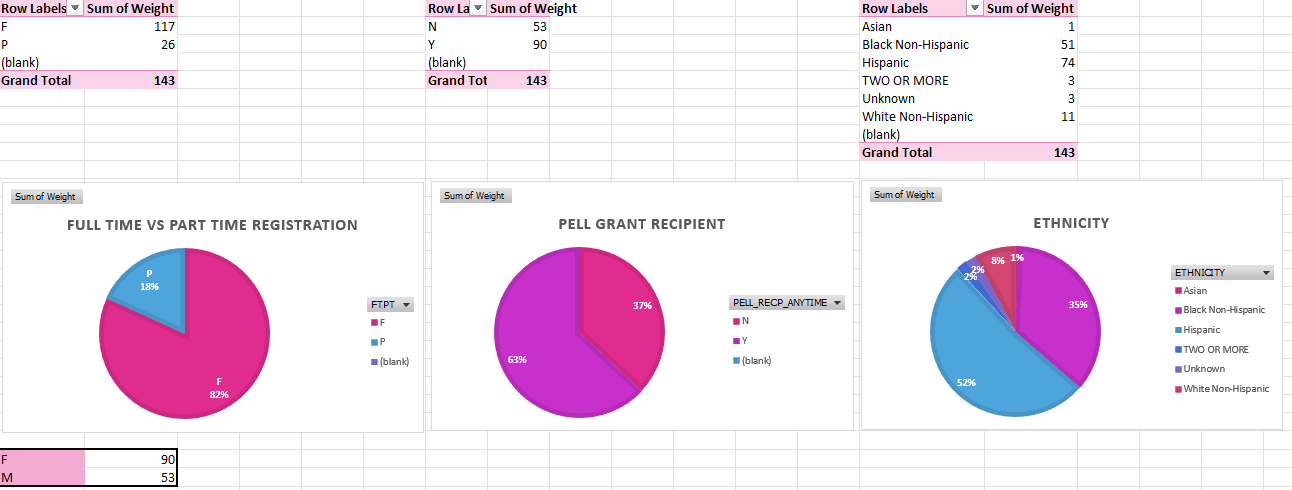 Row Labels Sum of Weight
F 117
P 26
(blank)
Grand Total 143
Row La Sum of Weight
N 53
Y 90
(blank)
Grand Tot 143
Row Labels Sum of Weight
Asian 1
Black Non-Hispanic 51
Hispanic 74
TWO OR MORE 3
Unknown 3
White Non-Hispanic 11
(blank)
Grand Total 143
Sum of Weight
FULL TIME VS PART TIME REGISTRATION
P
18%
F
82%
FTPT
F
P
(blank)
Sum of Weight
PELL GRANT RECIPIENT
37%
63%
PELL_RECP_ANYTIME
N
Y
(blank)
Sum of Weight
ETHNICITY
8% 1%
2%
2%
35%
52%
ETHNICITY
Asian
Black Non-Hispanic
Hispanic
TWO OR MORE
Unknown
White Non-Hispanic
F 90
M 53